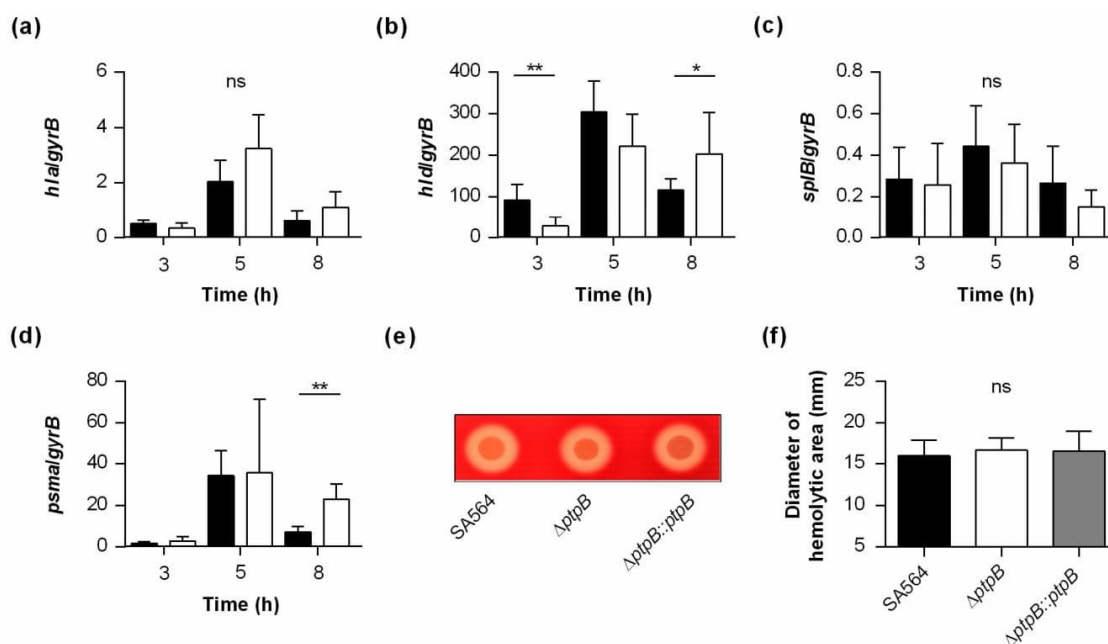 (a)
6
4
2
0
hla/gyrB
ns
3 5 8
Time (h)
(b)
400
300
200
100
0
hld/gyrB
**
*
3 5 8
Time (h)
(c)
0.8
0.6
0.4
0.2
0.0
splB/gyrB
ns
3 5 8
Time (h)
(d)
80
60
40
20
0
psma/gyrB
**
3 5 8
Time (h)
(e)
SA564
ΔptpB
ΔptpB::ptpB
(f)
25
20
15
10
5
Diameter of
hemolytic area (mm)
ns
SA564
ΔptpB
ΔptpB::ptpB